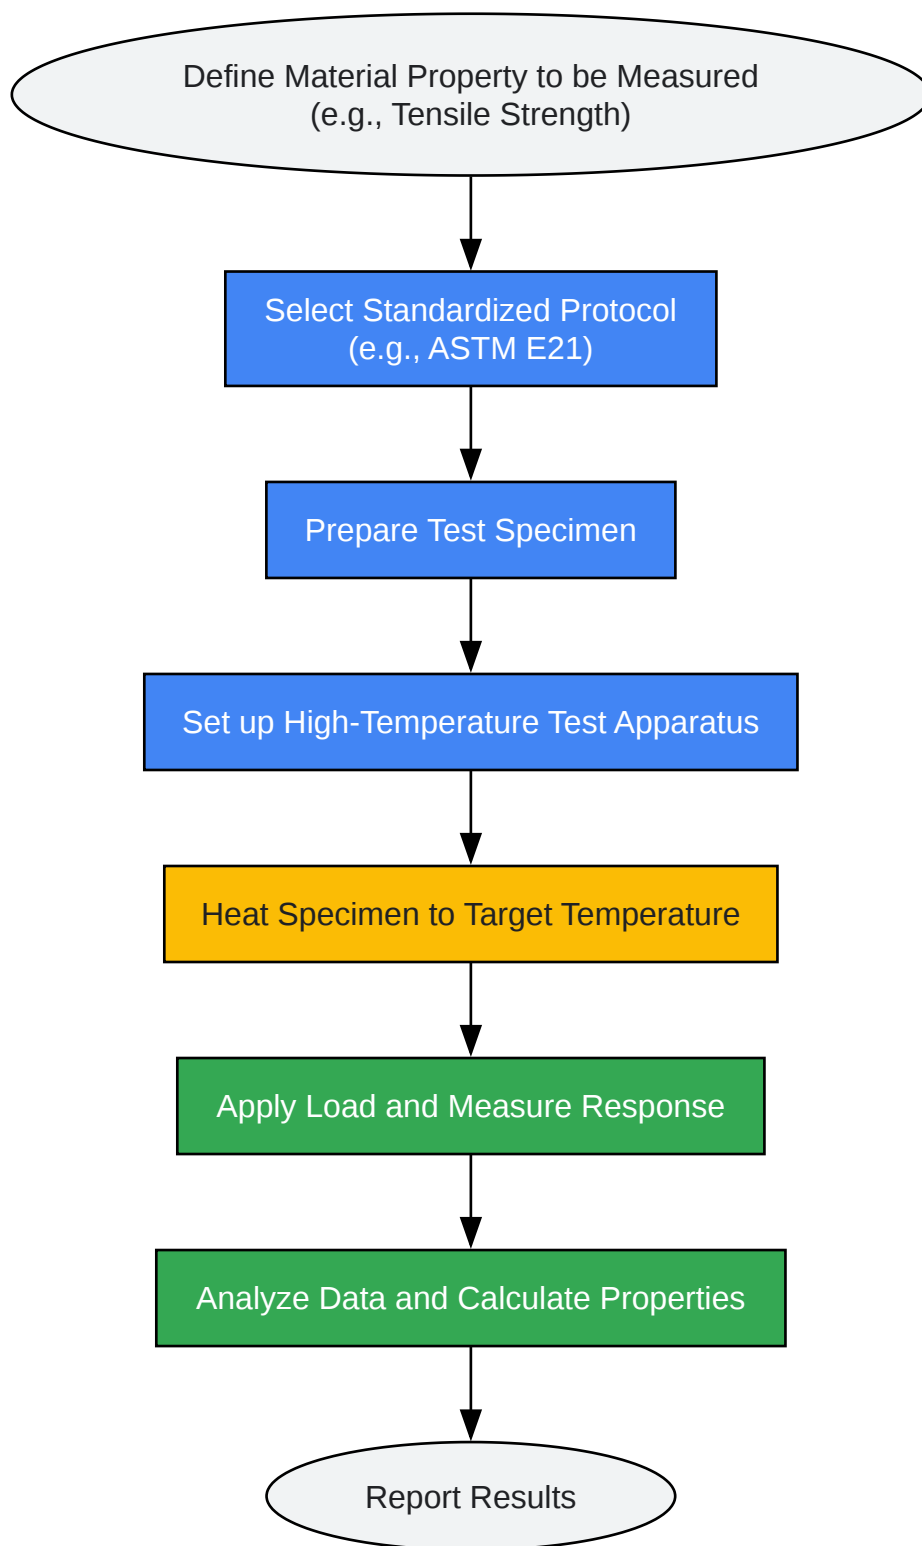 Define Material Property to be Measured
(e.g., Tensile Strength)
Select Standardized Protocol
(e.g., ASTM E21)
Prepare Test Specimen
Set up High-Temperature Test Apparatus
Heat Specimen to Target Temperature
Apply Load and Measure Response
Analyze Data and Calculate Properties
Report Results